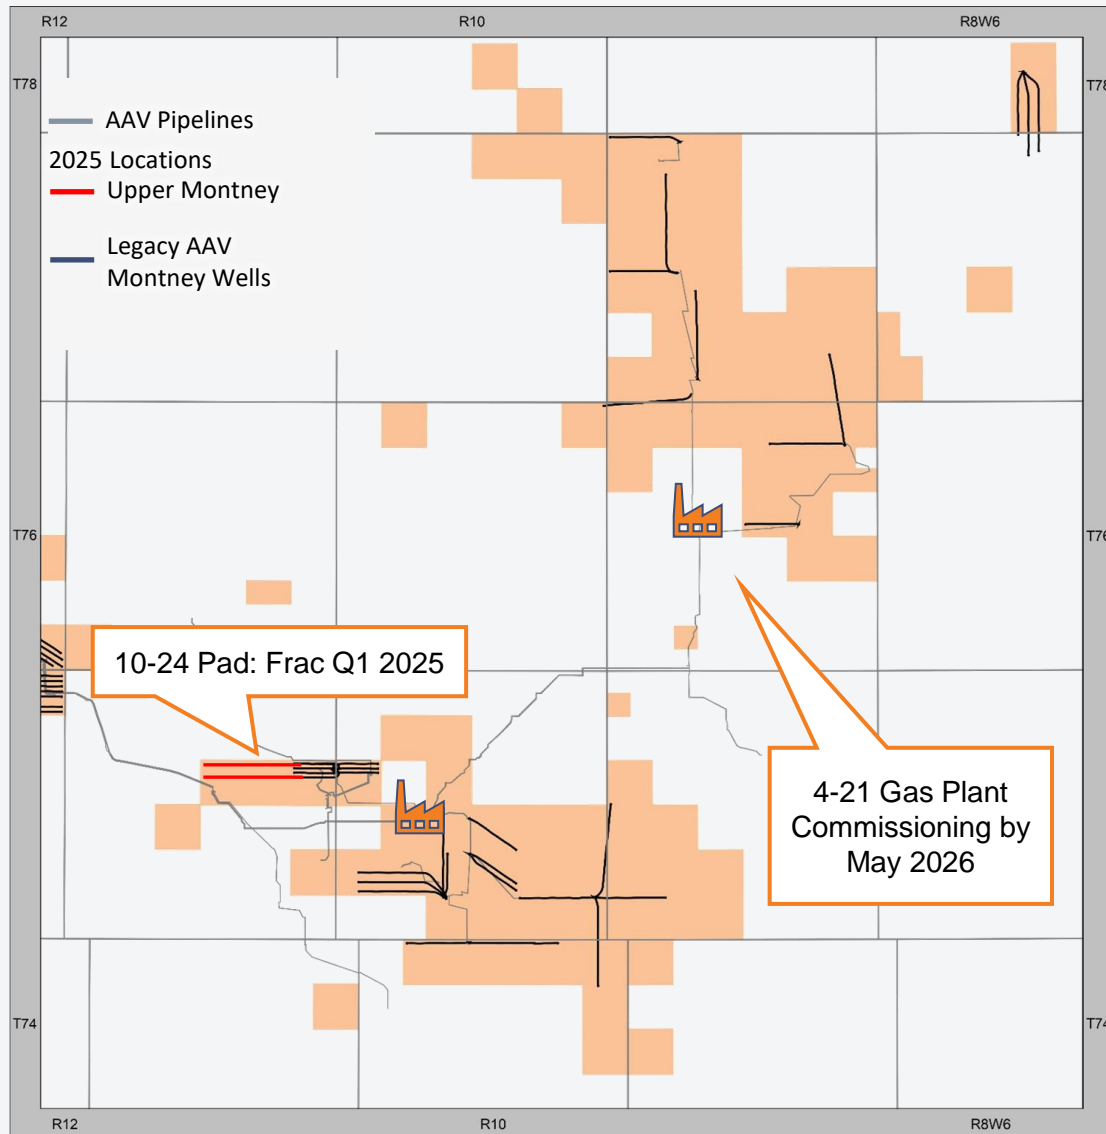 R12
R10
R8W6
T78
T78
AAV Pipelines
2025 Locations
Upper Montney
Legacy AAV
Montney Wells
T76
T76
10-24 Pad: Frac Q1 2025
4-21 Gas Plant
Commissioning by
May 2026
T74
T74
R12
R10
R8W6